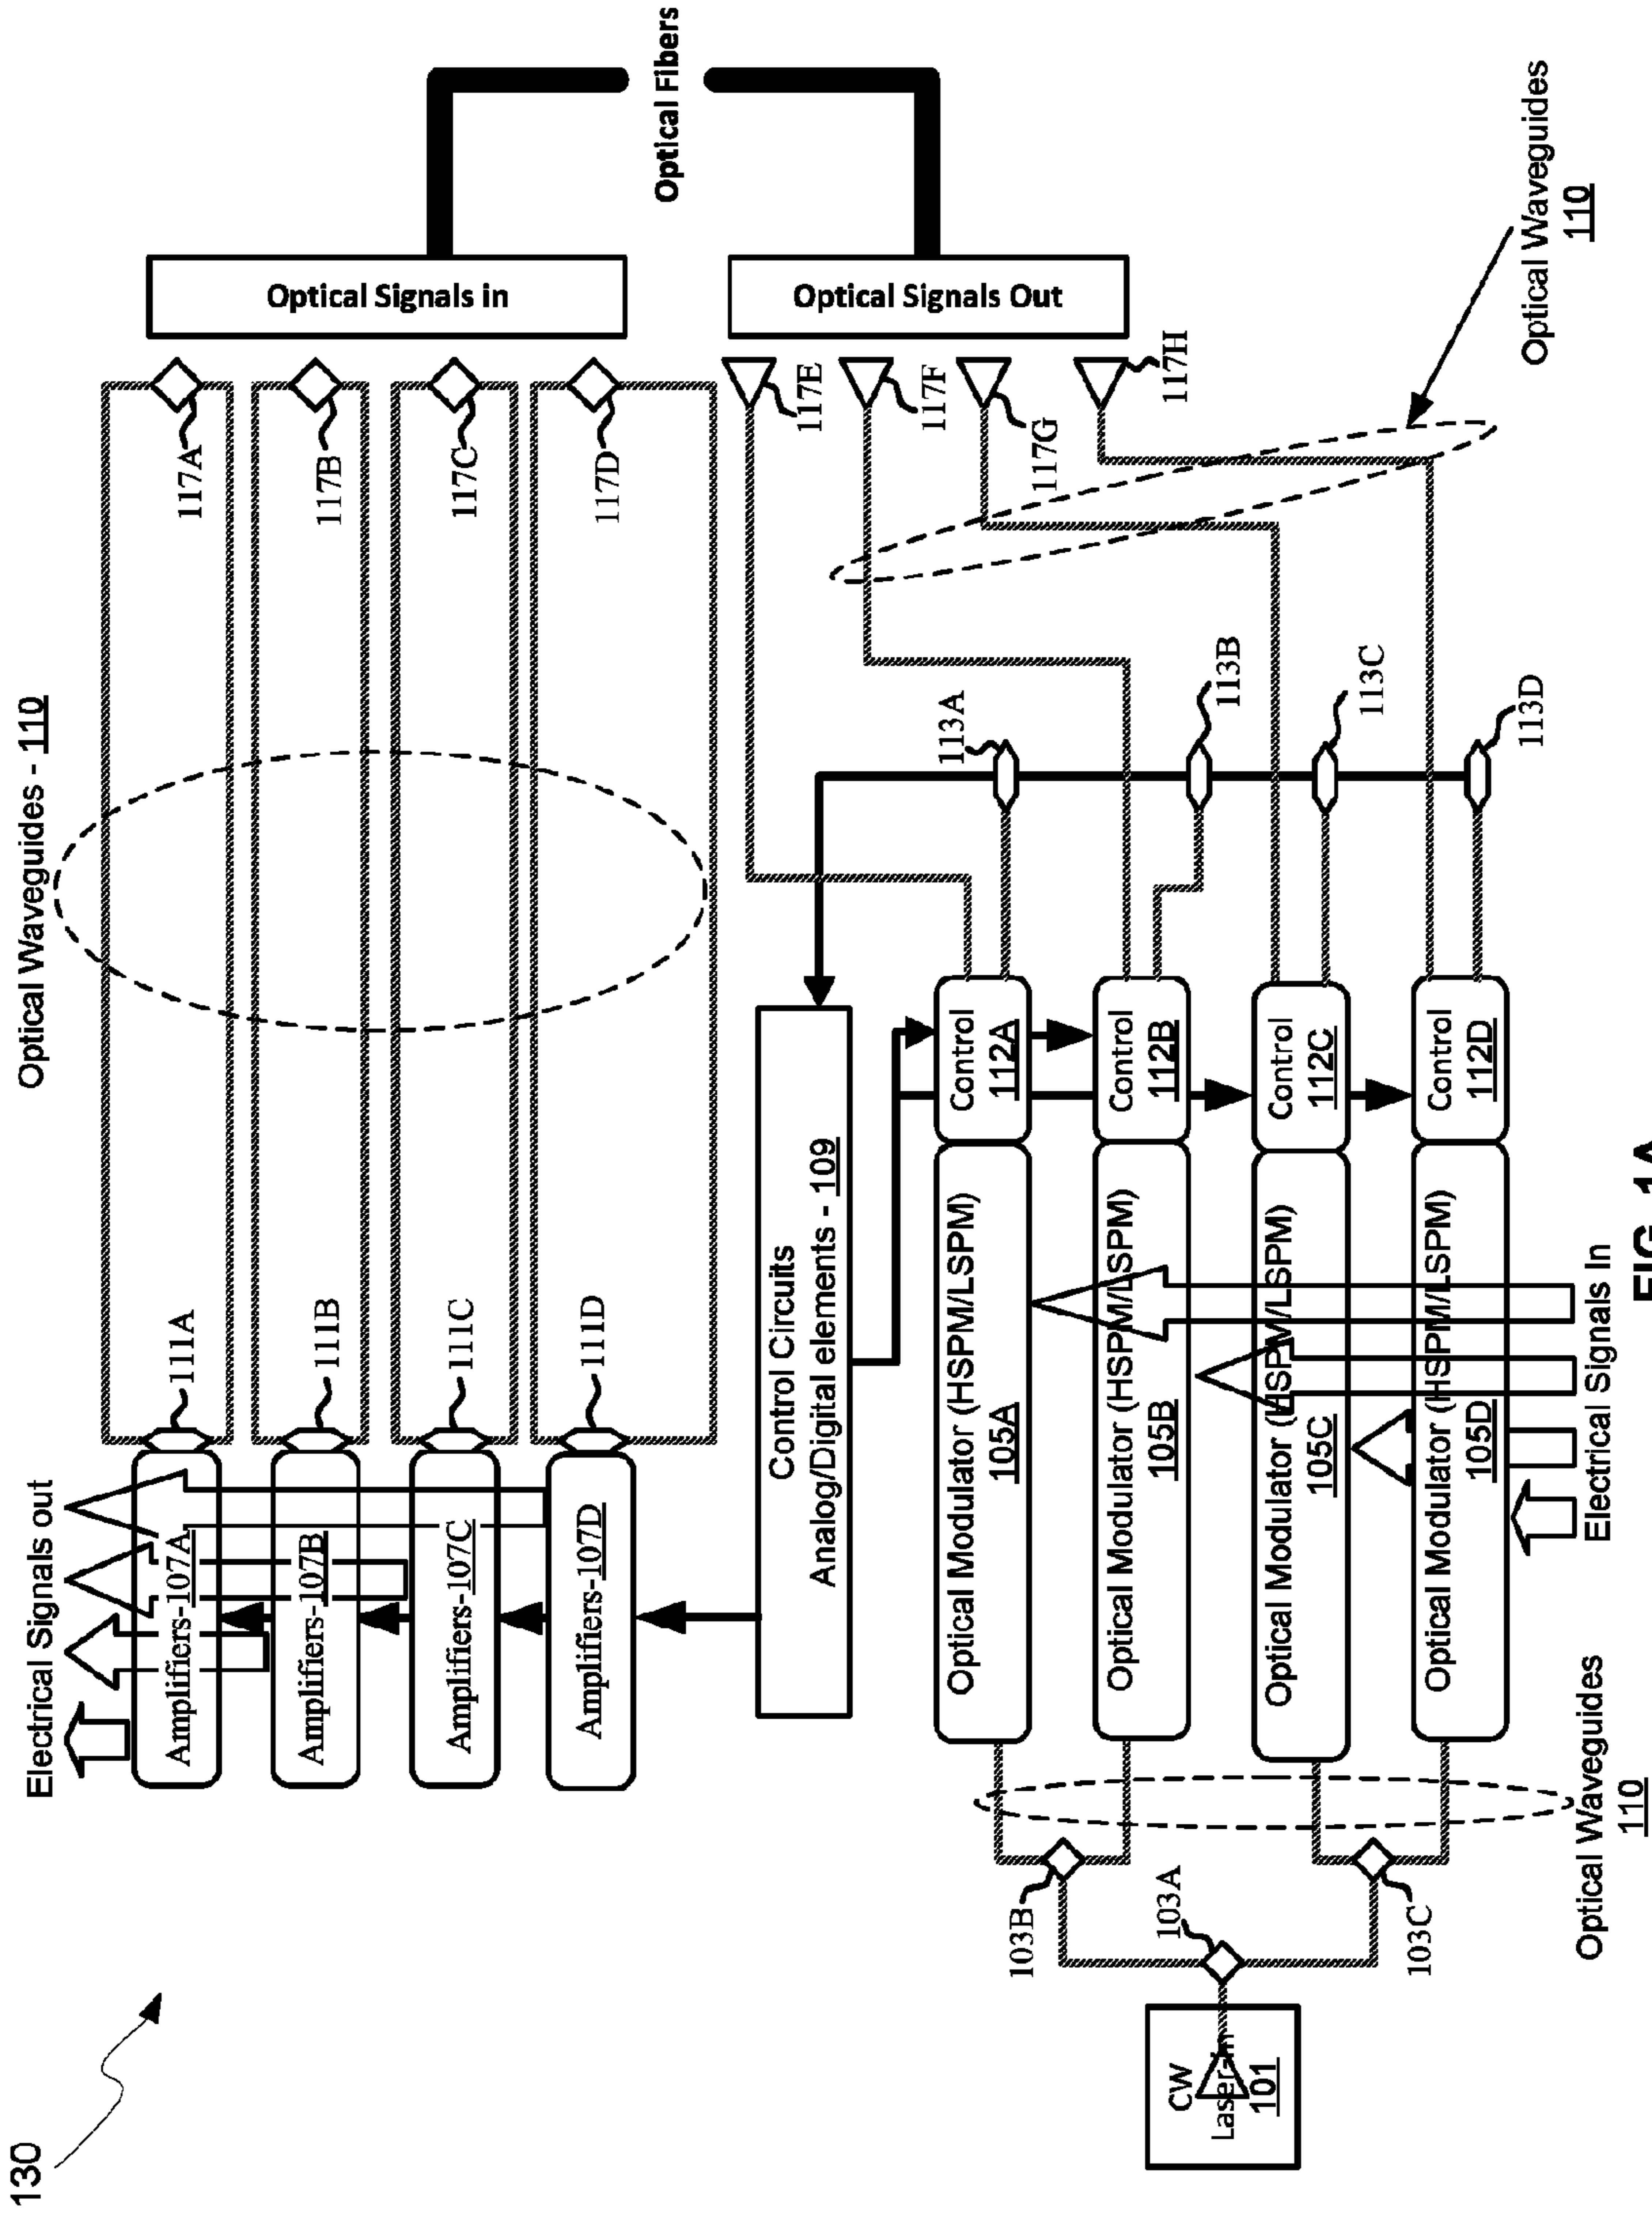 130
Electrical Signals out
Optical Waveguides - 110
Amplifiers-107A
111A
117A
Amplifiers-107B
111B
117B
Amplifiers-107C
111C
117C
Amplifiers-107D
111D
117D
Optical Signals in
Optical Fibers
Optical Signals Out
Control Circuits
Analog/Digital elements - 109
117E
117F
117G
117H
113A
113B
113C
113D
Optical Modulator (HSPM/LSPM)
105A
Control
112A
Optical Modulator (HSPM/LSPM)
105B
Control
112B
Optical Modulator (HSPM/LSPM)
105C
Control
112C
Optical Modulator (HSPM/LSPM)
105D
Control
112D
103B
103A
103C
CW
Laser-In
101
Optical Waveguides
110
Electrical Signals In
Optical Waveguides
110
FIG. 1A